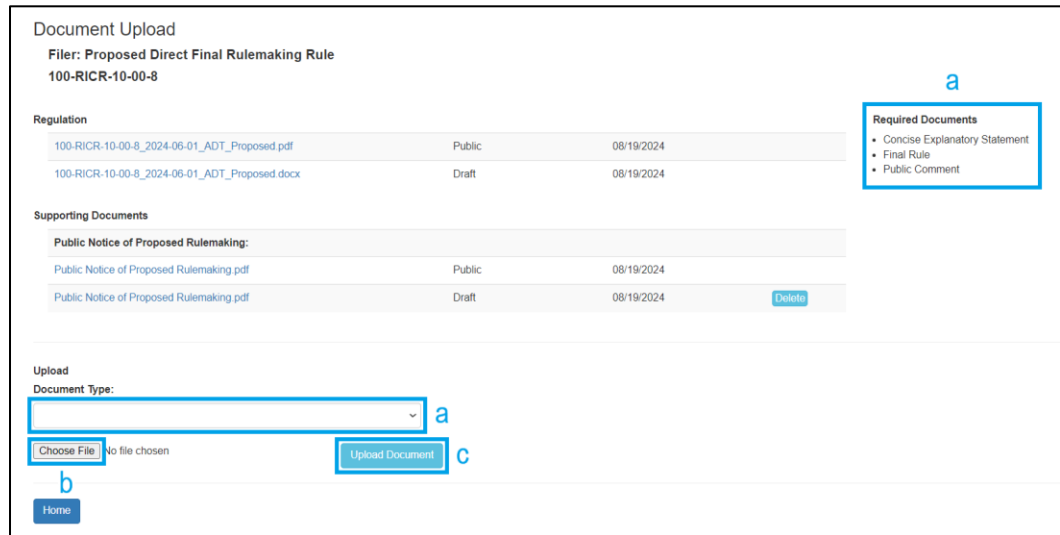 Document Upload
Filer: Proposed Direct Final Rulemaking Rule
100-RICR-10-00-8
a
Regulation
Required Documents
100-RICR-10-00-8_2024-06-01_ADT_Proposed.pdf Public 08/19/2024
• Concise Explanatory Statement
• Final Rule
• Public Comment
100-RICR-10-00-8_2024-06-01_ADT_Proposed.docx Draft 08/19/2024
Supporting Documents
Public Notice of Proposed Rulemaking:
Public Notice of Proposed Rulemaking.pdf Public 08/19/2024
Public Notice of Proposed Rulemaking.pdf Draft 08/19/2024 Delete
Upload
Document Type:
a
Choose File No file chosen Upload Document c
b
Home